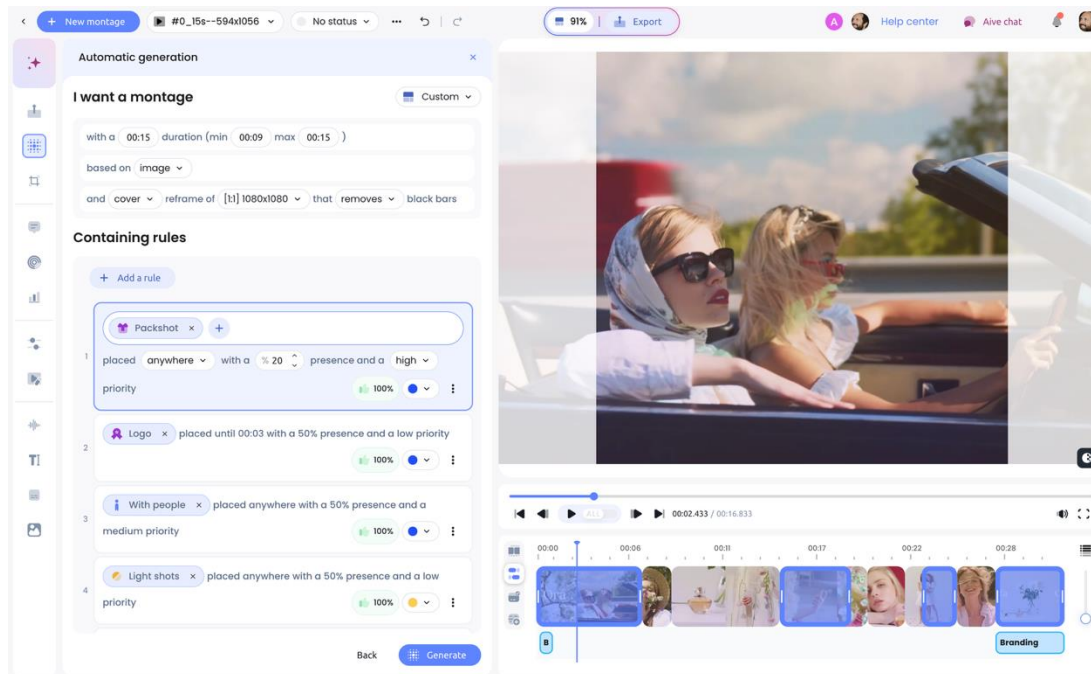 New montage
#0_15s--594x1056
No status
91%
Export
A
Help center
Aive chat
Automatic generation
I want a montage
Custom
with a 00:15 duration (min 00:09 max 00:15 )
based on image
and cover reframe of [1:1] 1080x1080 that removes black bars
Containing rules
+ Add a rule
Packshot × +
1 placed anywhere with a % 20 presence and a high
priority
100%
2 Logo × placed until 00:03 with a 50% presence and a low priority
100%
3 With people × placed anywhere with a 50% presence and a
medium priority
100%
4 Light shots × placed anywhere with a 50% presence and a low
priority
100%
Back
Generate
ALL
00:02.433 / 00:16.833
00:00 00:06 00:11 00:17 00:22 00:28
B
Branding